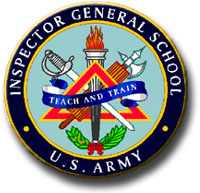 INSPECTOR GENERAL SCHOOL
TEACH AND TRAIN
U.S. ARMY